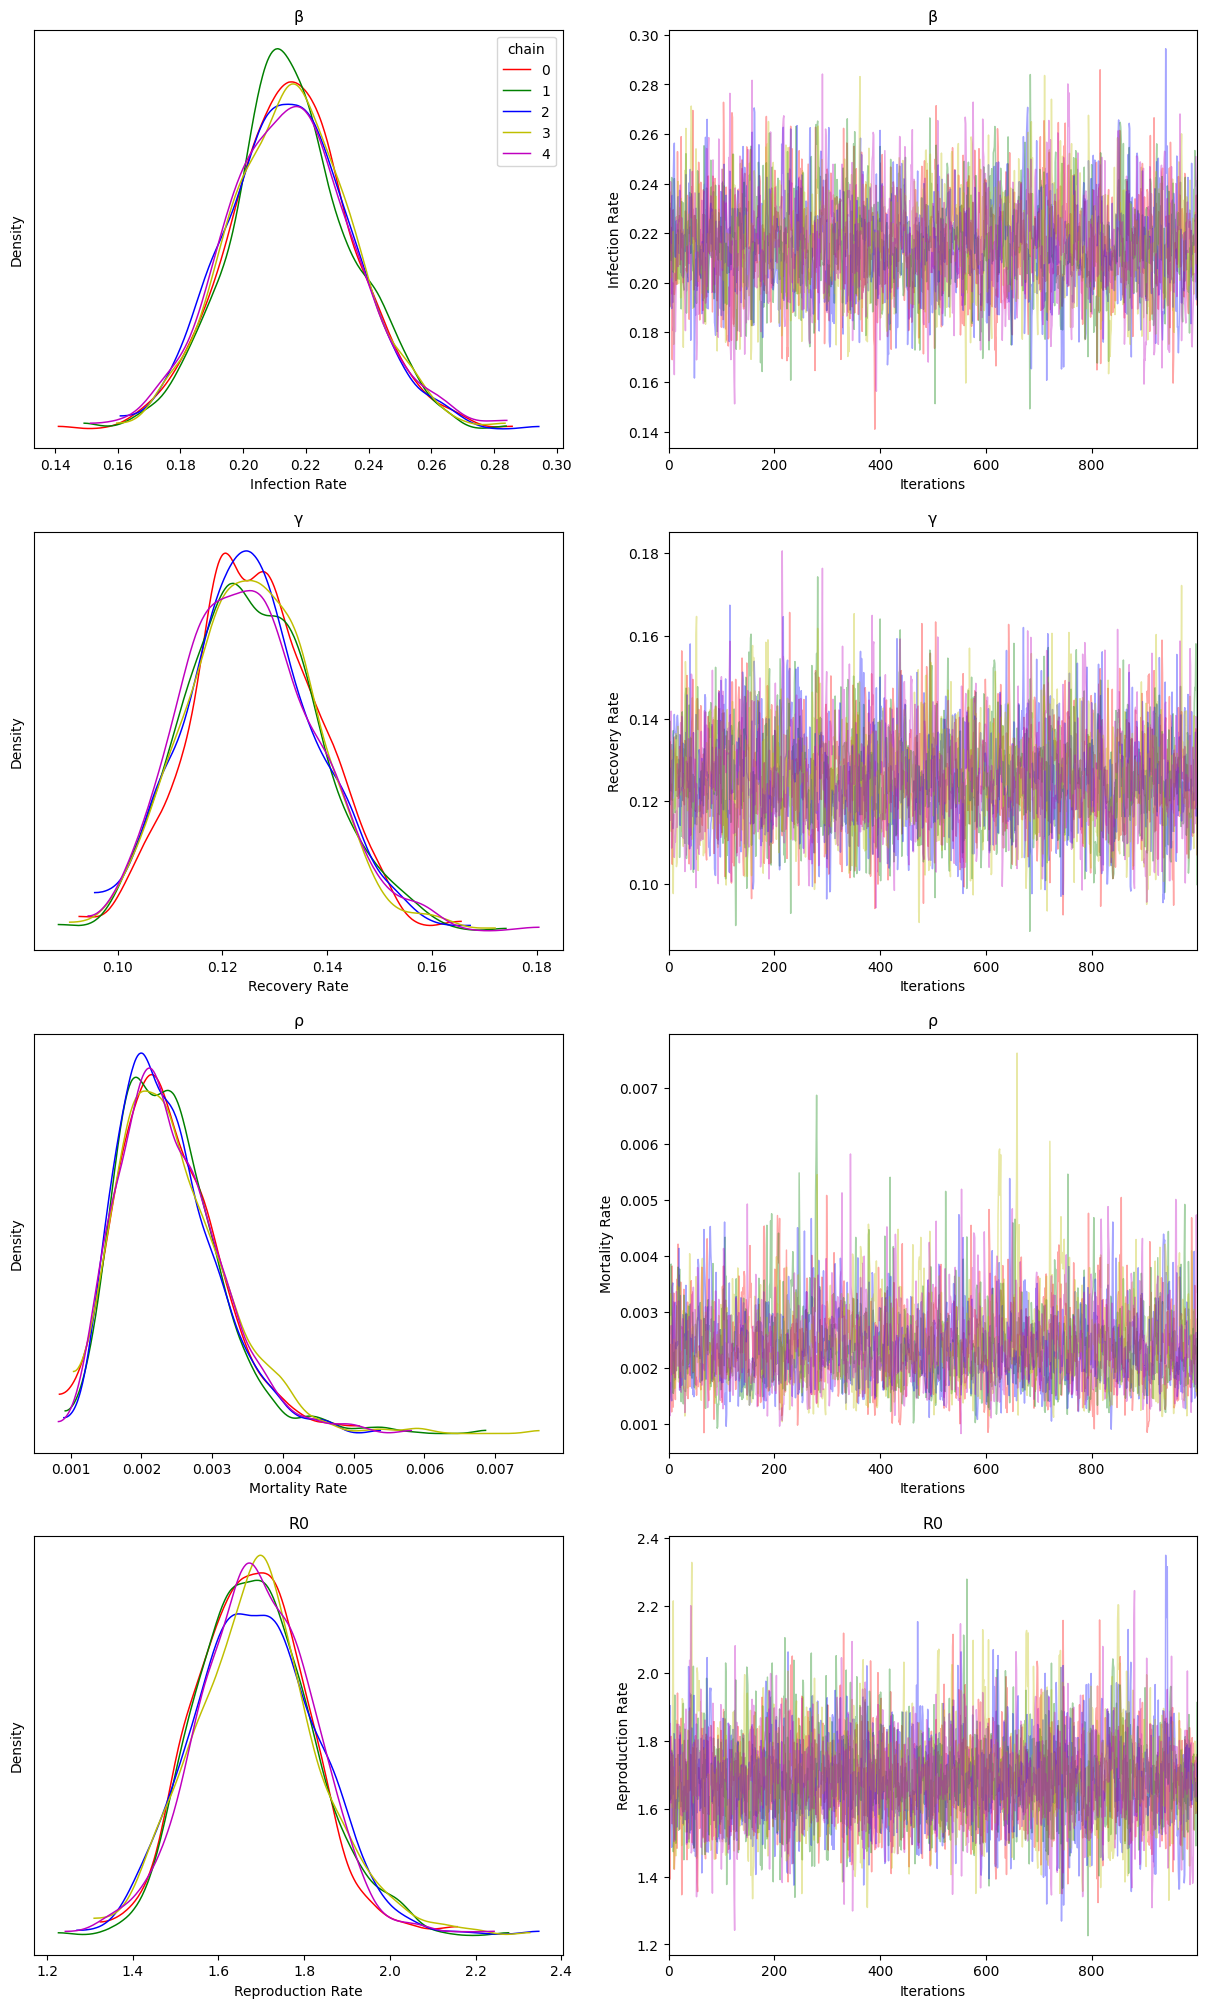 β
Density
chain
0
1
2
3
4
0.14 0.16 0.18 0.20 0.22 0.24 0.26 0.28 0.30
Infection Rate
β
Infection Rate
0.30
0.28
0.26
0.24
0.22
0.20
0.18
0.16
0.14
0 200 400 600 800
Iterations
γ
Density
0.10 0.12 0.14 0.16 0.18
Recovery Rate
γ
Recovery Rate
0.18
0.16
0.14
0.12
0.10
0 200 400 600 800
Iterations
ρ
Density
0.001 0.002 0.003 0.004 0.005 0.006 0.007
Mortality Rate
ρ
Mortality Rate
0.007
0.006
0.005
0.004
0.003
0.002
0.001
0 200 400 600 800
Iterations
R0
Density
1.2 1.4 1.6 1.8 2.0 2.2 2.4
Reproduction Rate
R0
Reproduction Rate
2.4
2.2
2.0
1.8
1.6
1.4
1.2
0 200 400 600 800
Iterations